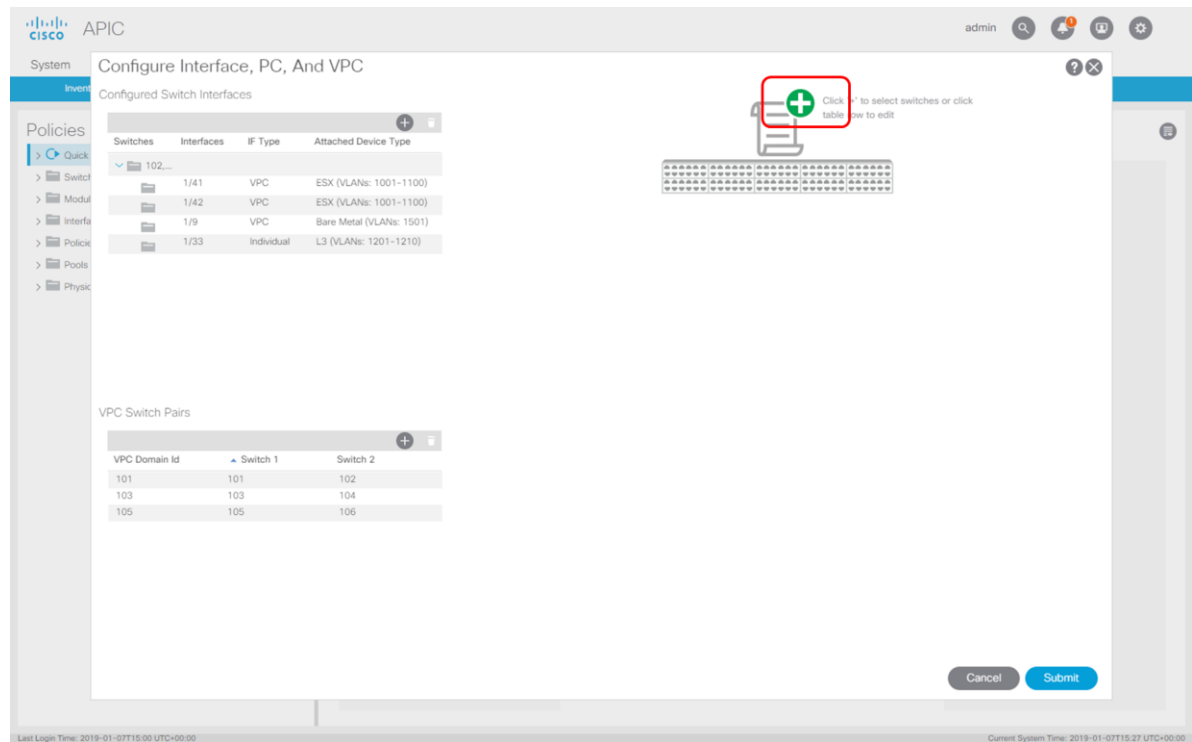 CISCO APIC
admin
1
System
Configure Interface, PC, And VPC
Invent
Configured Switch Interfaces
Click '+' to select switches or click
table row to edit
Policies
Switches Interfaces IF Type Attached Device Type
Quick
102,...
Switch
1/41 VPC ESX (VLANs: 1001-1100)
Modul
1/42 VPC ESX (VLANs: 1001-1100)
Interfa
1/9 VPC Bare Metal (VLANs: 1501)
Policie
1/33 Individual L3 (VLANs: 1201-1210)
Pools
Physic
VPC Switch Pairs
VPC Domain Id Switch 1 Switch 2
101 101 102
103 103 104
105 105 106
Cancel Submit
Last Login Time: 2019-01-07T15:00 UTC+00:00
Current System Time: 2019-01-07T15:27 UTC+00:00